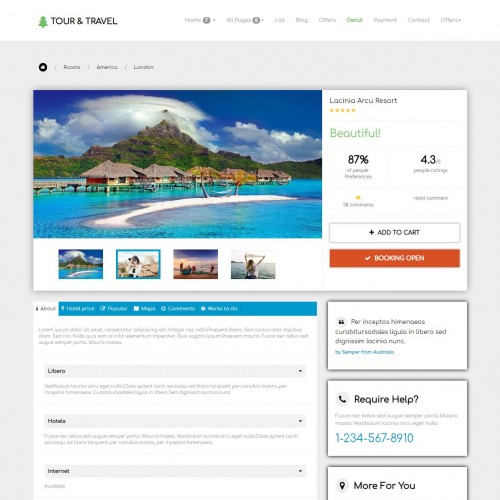 TOUR & TRAVEL
Home 7 All Pages 6 List Blog Offers Detail Payment Contact Offers+
/ Rooms / America / London
Lacinia Arcu Resort
Beautiful!
87% 4.3/5
of people people ratings
Preferences
38 comments +Add comment
+ ADD TO CART
BOOKING OPEN
About Hotel price Popular Maps Comments Works to do
Lorem ipsum dolor sit amet, consectetur adipiscing elit. Integer nec odio Praesent libero. Sed cursus ante dapibus
diam. Sed nisi. Nulla quis sem at nibh elementum imperdiet. Duis sagittis ipsum Praesent mauris. Fusce nec tellus sed
augue semper porta. Mauris massa.
Libero
Vestibulum lacinia arcu eget nulla.Class aptent taciti sociosqu ad litora torquent per conubia nostra, per
inceptos himenaeos. Curabitursodales ligula in libero. Sed dignissim lacinia nunc.
Hotels
Fusce nec tellus sed augue semper porta. Mauris massa. Vestibulum lacinia arcu eget nulla.Class aptent taciti
sociosqu ad litora torquent per conubia nostra, per inceptos.
Internet
Available
Per inceptos himenaeos
curabitursodales ligula in libero sed
dignissim lacinia nunc.
by Semper from Australia
Require Help?
Fusce nec tellus sed augue semper porta Mauris
massa Vestibulum lacinia arcu eget nulla
1-234-567-8910
More For You